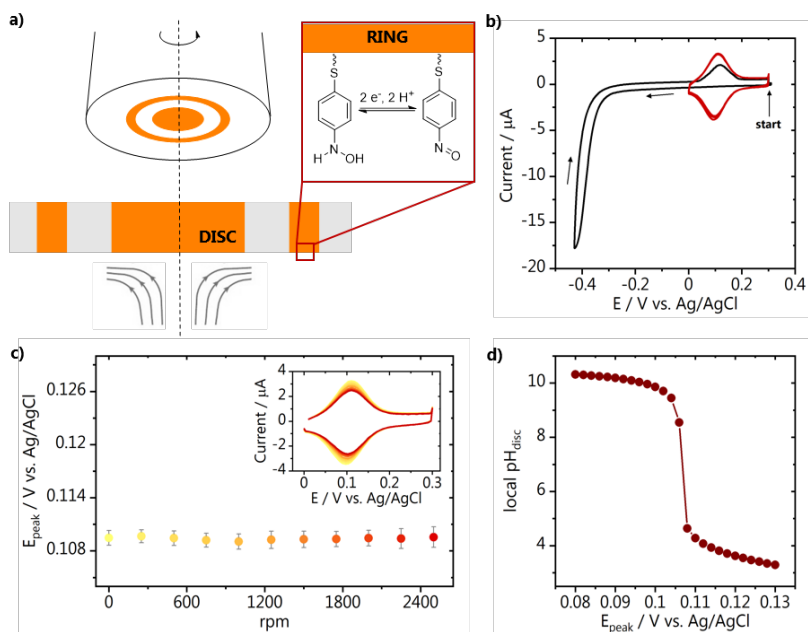 a)
RING
S
S
2 e⁻, 2 H⁺
N
H
OH
N
O
DISC
b)
5
0
-5
-10
-15
-20
Current / µA
start
-0.4 -0.2 0 0.2 0.4
E / V vs. Ag/AgCl
c)
0.126
0.12
0.114
0.108
E_peak / V vs. Ag/AgCl
4
2
0
-2
-4
Current / µA
0 0.1 0.2 0.3
E / V vs. Ag/AgCl
0 600 1200 1800 2400
rpm
d)
10
8
6
4
local pH_disc
0.08 0.09 0.1 0.11 0.12 0.13
E_peak / V vs. Ag/AgCl